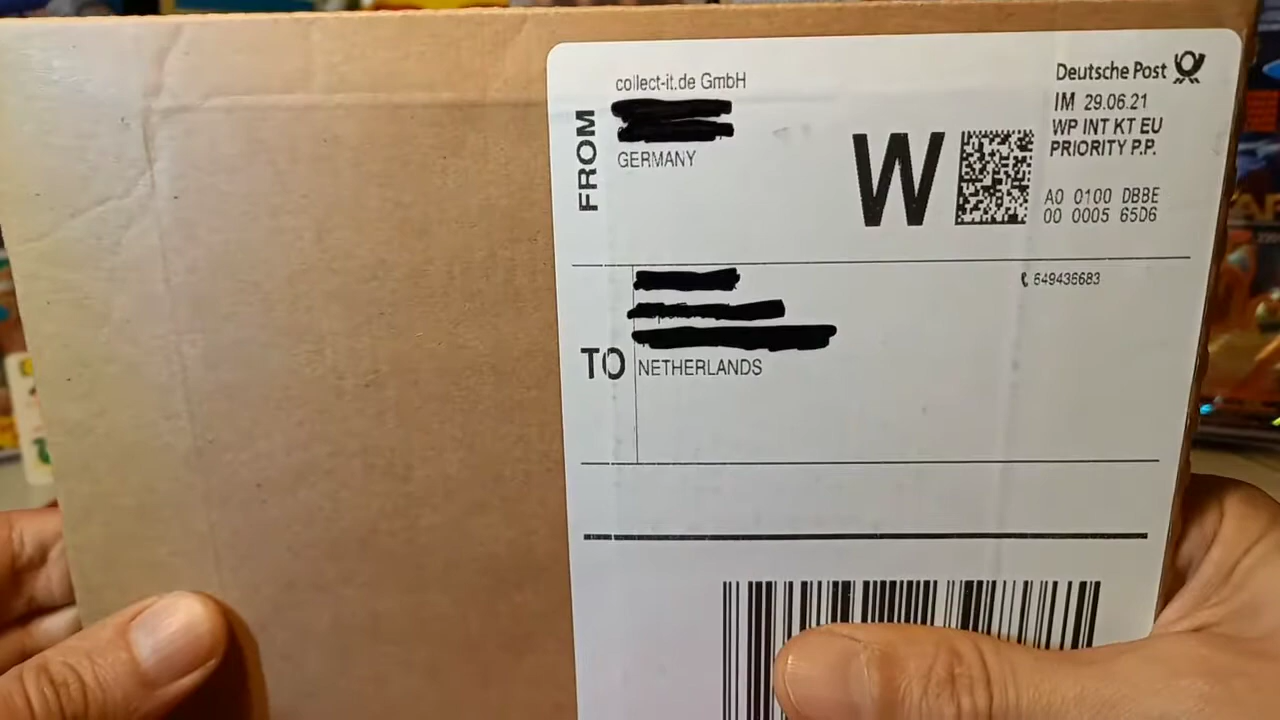 collect-it.de GmbH
GERMANY
FROM
W
Deutsche Post
IM 29.06.21
WP INT KT EU
PRIORITY P.P.
A0 0100 DBBE
00 0005 65D6
649436683
TO
NETHERLANDS